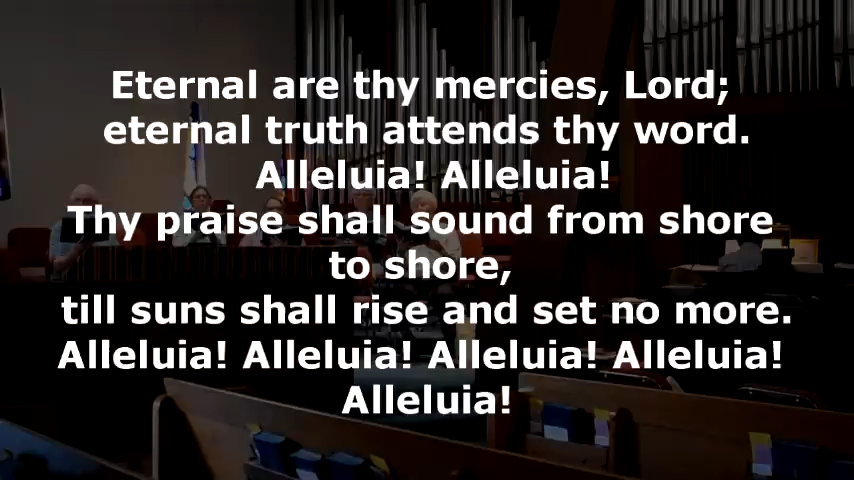 Eternal are thy mercies, Lord;
eternal truth attends thy word.
Alleluia! Alleluia!
Thy praise shall sound from shore
to shore,
till suns shall rise and set no more.
Alleluia! Alleluia! Alleluia! Alleluia!
Alleluia!